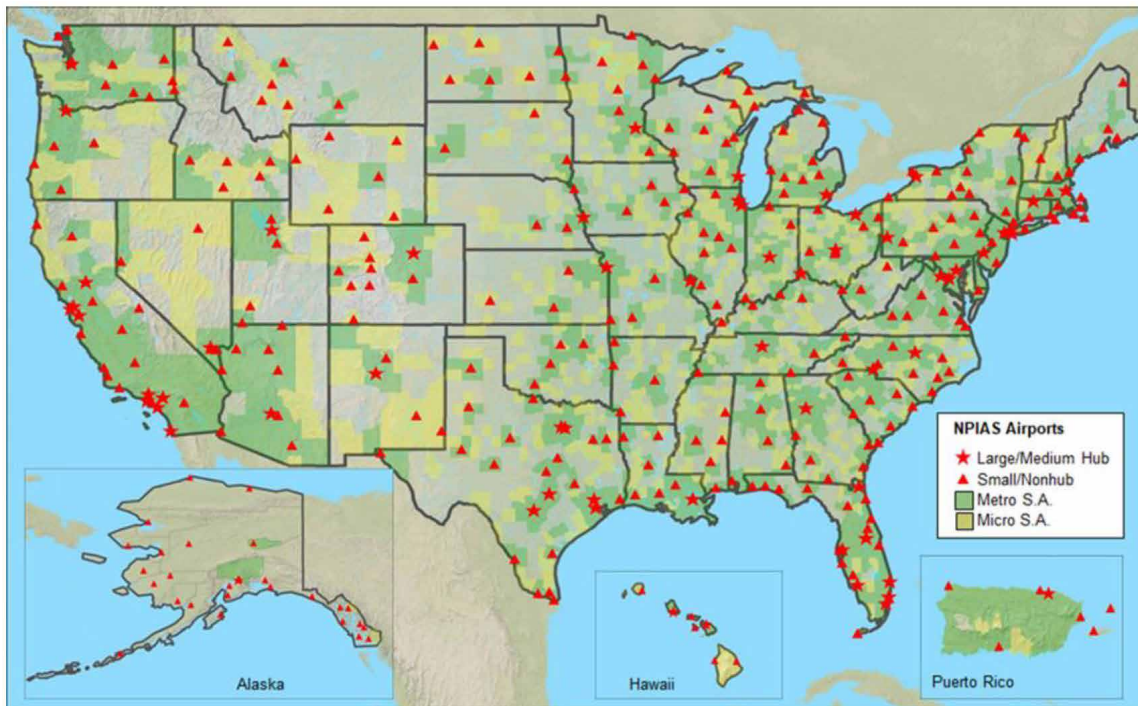 NPIAS Airports
Large/Medium Hub
Small/Nonhub
Metro S.A.
Micro S.A.
Alaska
Hawaii
Puerto Rico